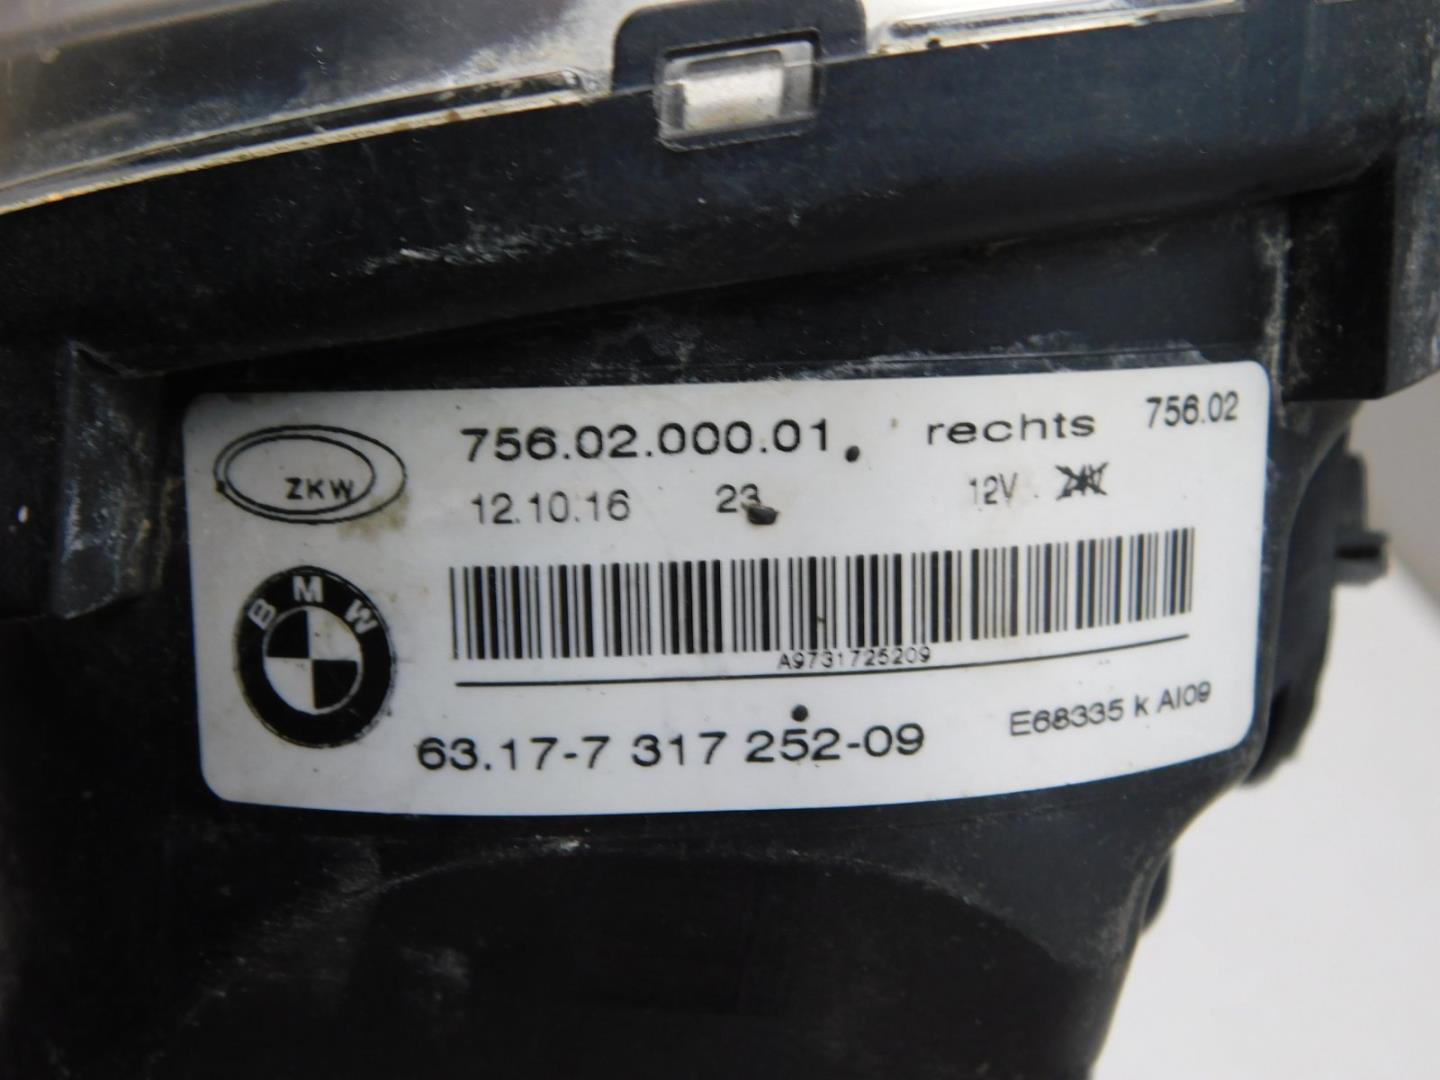 756.02.000.01. rechts 756.02
ZKW
12.10.16 23 12V 24V
BMW
A9731725209
63.17-7 317 252-09 E68335 k AI09